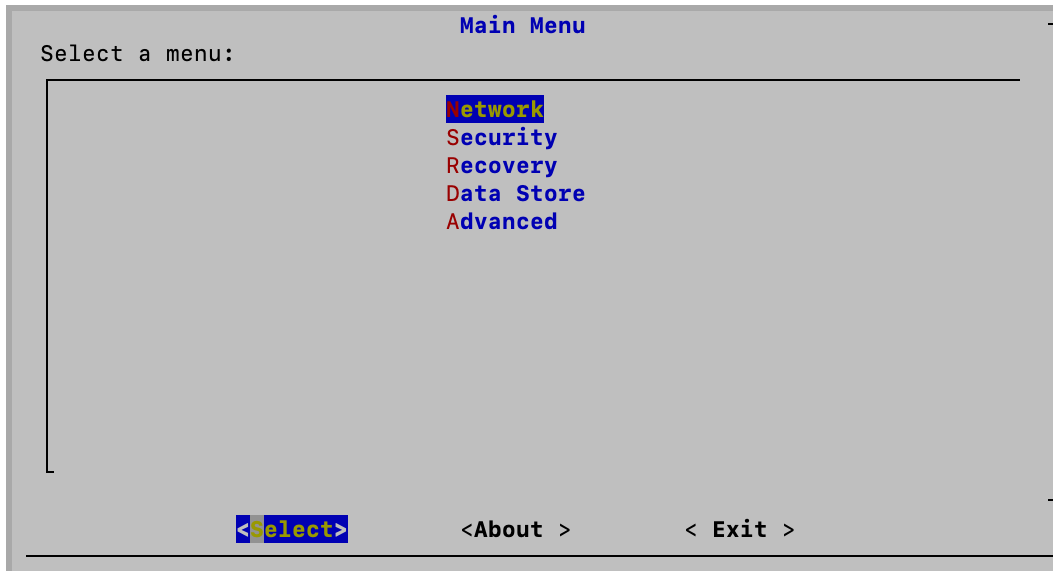 Main Menu
Select a menu:
Network
Security
Recovery
Data Store
Advanced
<Select> <About > < Exit >